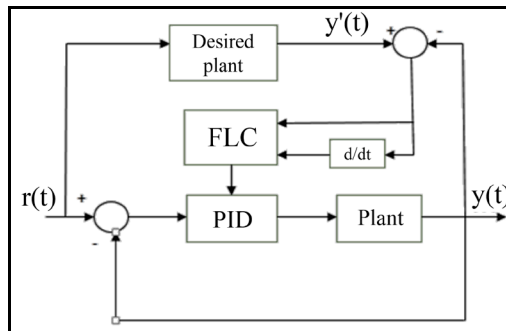 Desired
plant
y'(t)
+
-
FLC
d/dt
r(t)
+
-
PID
Plant
y(t)